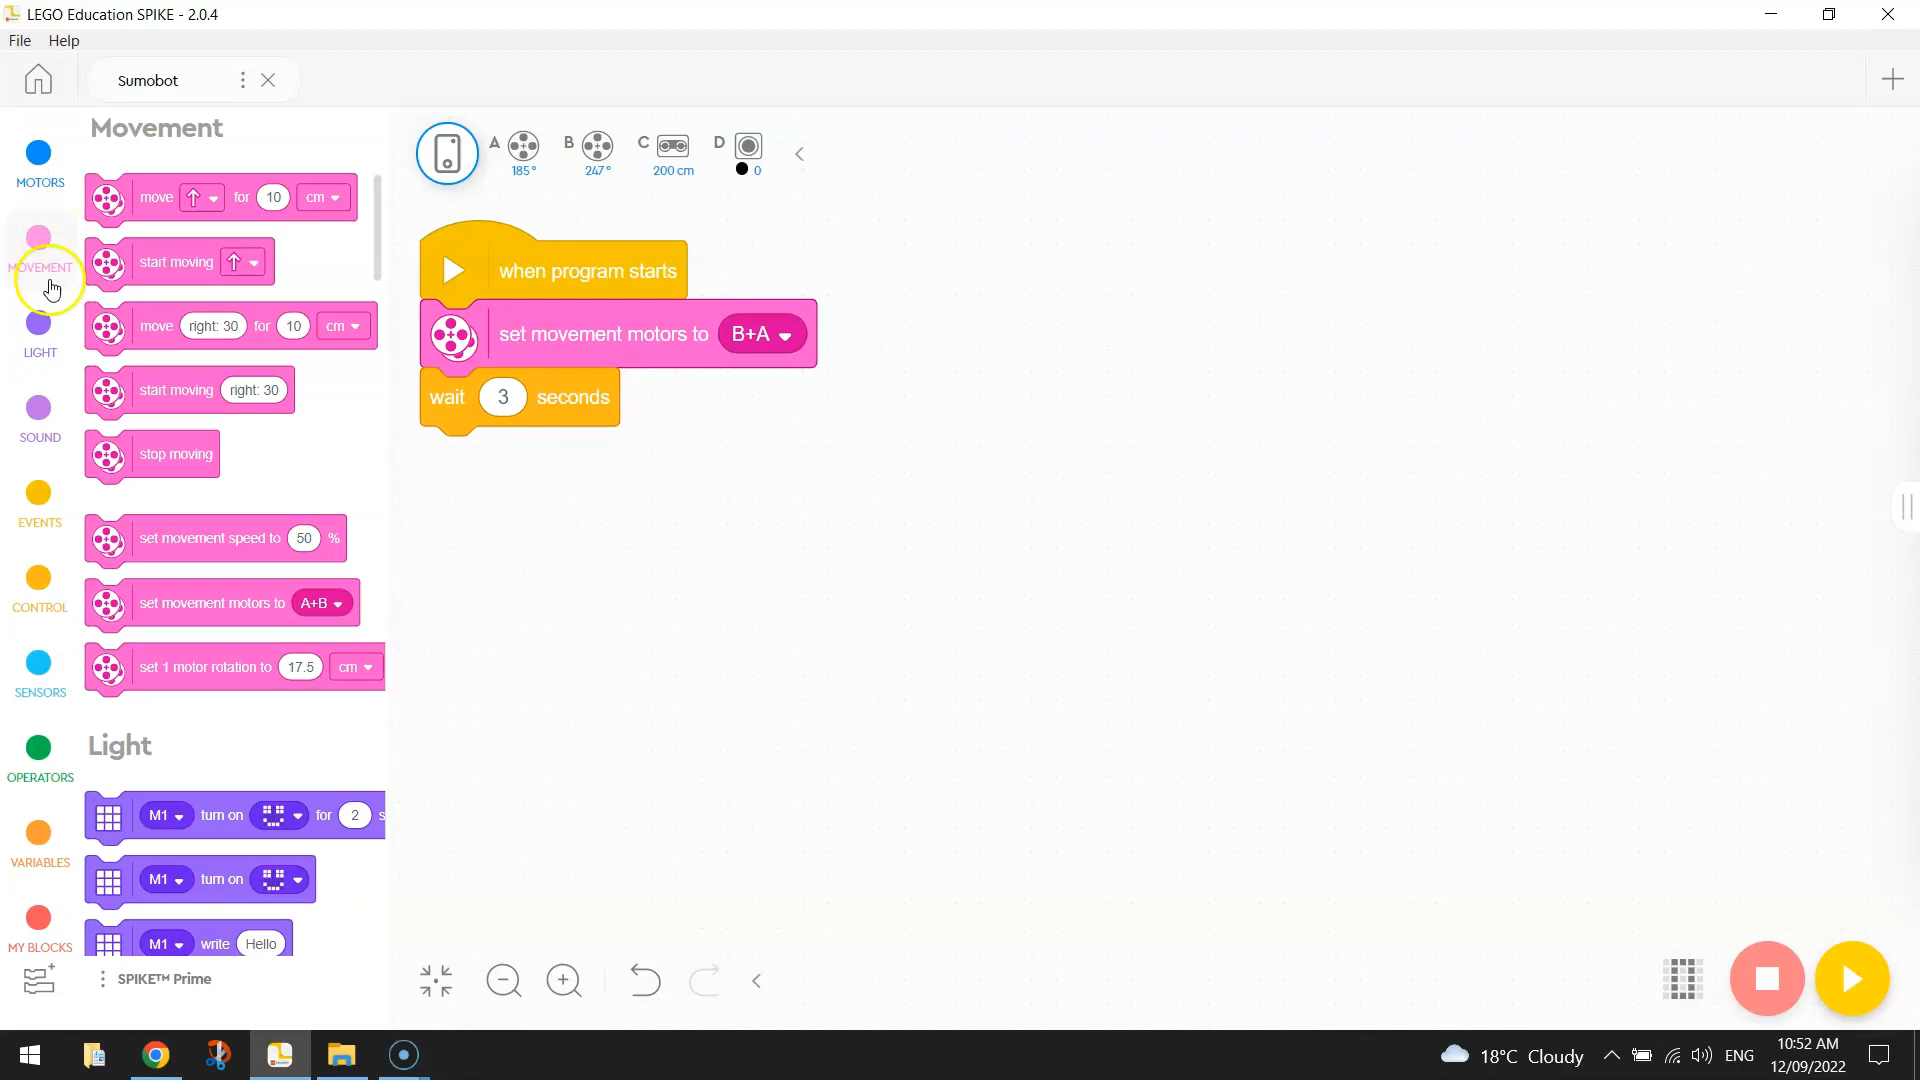 LEGO Education SPIKE - 2.0.4
File Help
Sumobot
Movement
MOTORS
MOVEMENT
LIGHT
SOUND
EVENTS
CONTROL
SENSORS
OPERATORS
VARIABLES
MY BLOCKS
move for 10 cm
start moving
move right: 30 for 10 cm
start moving right: 30
stop moving
set movement speed to 50 %
set movement motors to A+B
set 1 motor rotation to 17.5 cm
Light
M1 turn on for 2 s
M1 turn on
M1 write Hello
SPIKE™ Prime
A B C D
185° 247° 200 cm 0
when program starts
set movement motors to B+A
wait 3 seconds
18°C Cloudy ENG
10:52 AM
12/09/2022